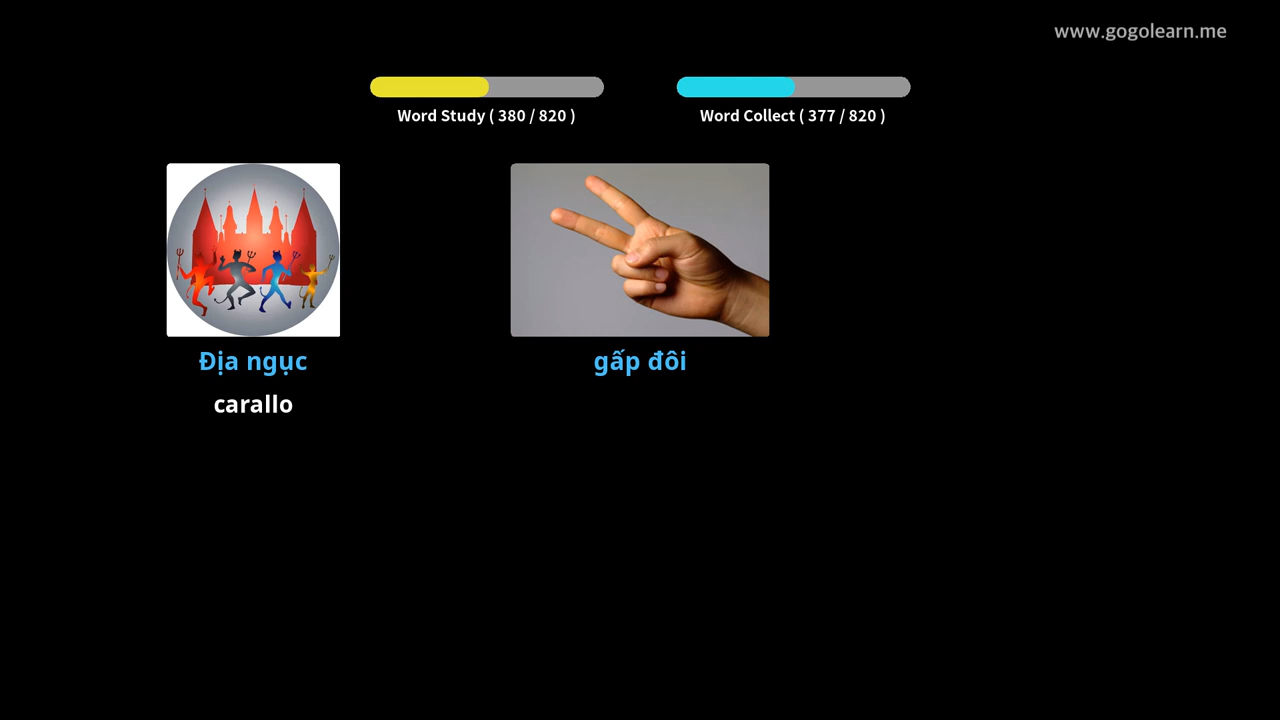 www.gogolearn.me
Word Study ( 380 / 820 )
Word Collect ( 377 / 820 )
Địa ngục
carallo
gấp đôi